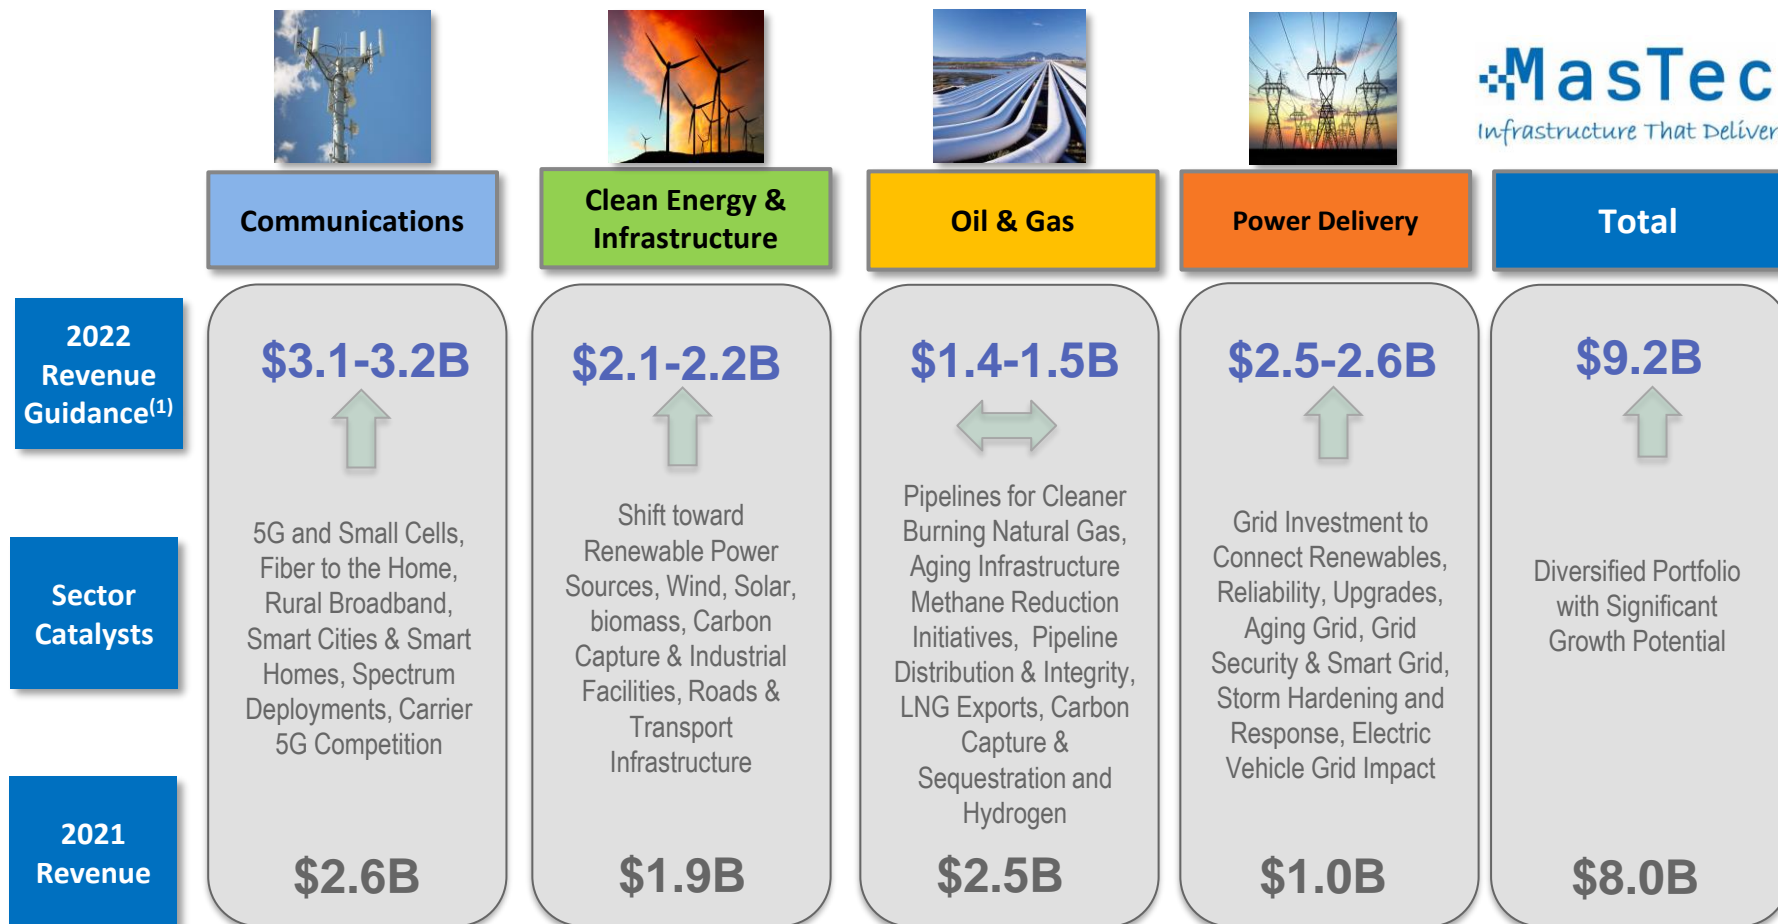 MasTec
Infrastructure That Deliver
Communications
Clean Energy &
Infrastructure
Oil & Gas
Power Delivery
Total
2022
Revenue
Guidance(1)
$3.1-3.2B
$2.1-2.2B
$1.4-1.5B
$2.5-2.6B
$9.2B
Sector
Catalysts
5G and Small Cells,
Fiber to the Home,
Rural Broadband,
Smart Cities & Smart
Homes, Spectrum
Deployments, Carrier
5G Competition
Shift toward
Renewable Power
Sources, Wind, Solar,
biomass, Carbon
Capture & Industrial
Facilities, Roads &
Transport
Infrastructure
Pipelines for Cleaner
Burning Natural Gas,
Aging Infrastructure
Methane Reduction
Initiatives, Pipeline
Distribution & Integrity,
LNG Exports, Carbon
Capture &
Sequestration and
Hydrogen
Grid Investment to
Connect Renewables,
Reliability, Upgrades,
Aging Grid, Grid
Security & Smart Grid,
Storm Hardening and
Response, Electric
Vehicle Grid Impact
Diversified Portfolio
with Significant
Growth Potential
2021
Revenue
$2.6B
$1.9B
$2.5B
$1.0B
$8.0B